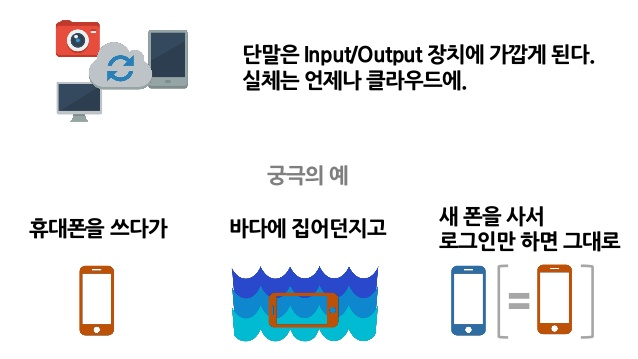 단말은 Input/Output 장치에 가깝게 된다.
실체는 언제나 클라우드에.
궁극의 예
휴대폰을 쓰다가
바다에 집어던지고
새 폰을 사서
로그인만 하면 그대로
=